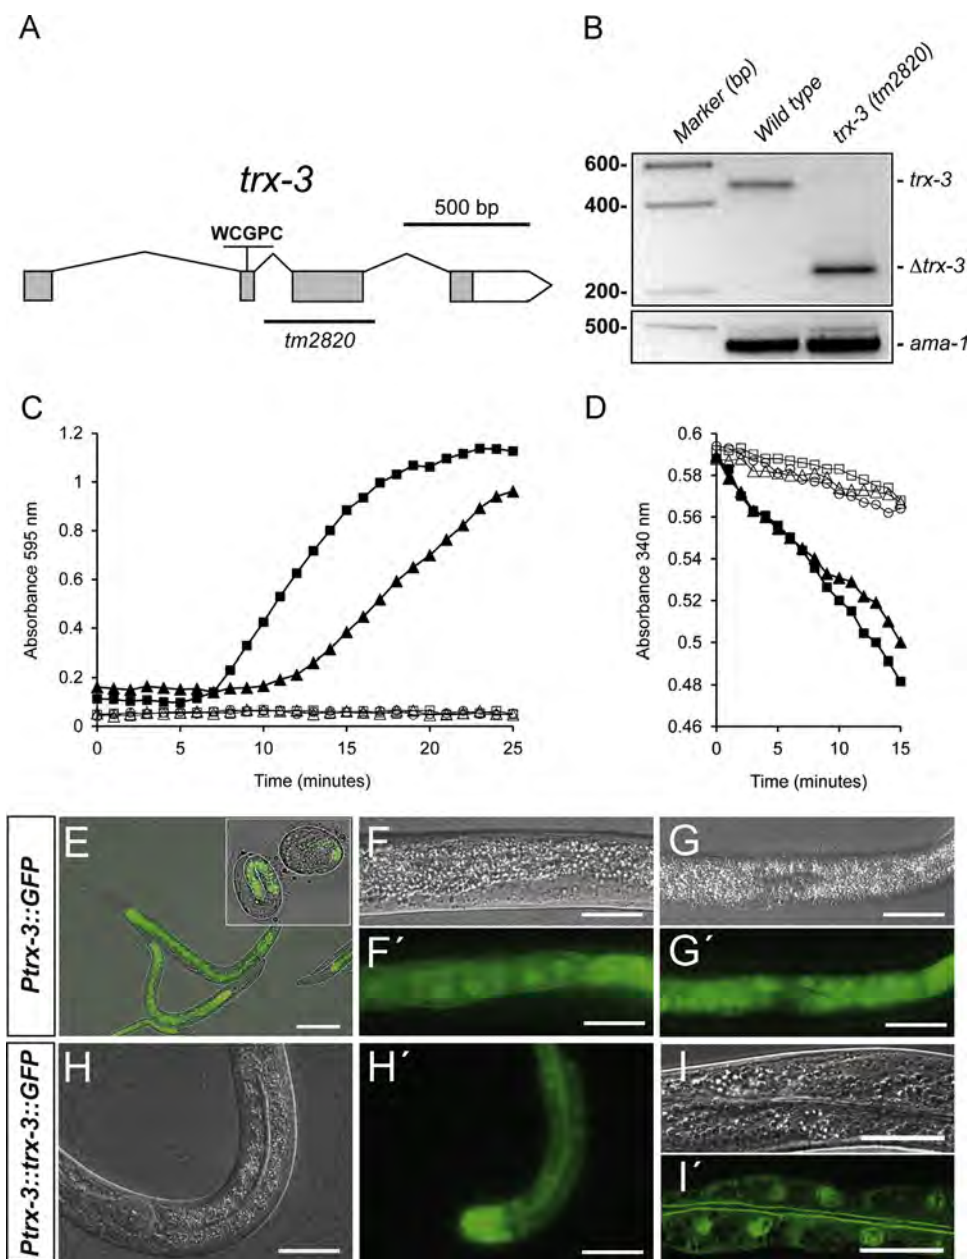 A
trx-3
500 bp
WCGPC
tm2820
B
Marker (bp)
Wild type
trx-3 (tm2820)
600-
400-
200-
500-
- trx-3
- Δtrx-3
- ama-1
C
Absorbance 595 nm
1.2
1
0.8
0.6
0.4
0.2
0
0 5 10 15 20 25
Time (minutes)
D
Absorbance 340 nm
0.6
0.58
0.56
0.54
0.52
0.5
0.48
0.46
0 5 10 15
Time (minutes)
Ptrx-3::GFP
E
F
G
F´
G´
Ptrx-3::trx-3::GFP
H
H´
I
I´